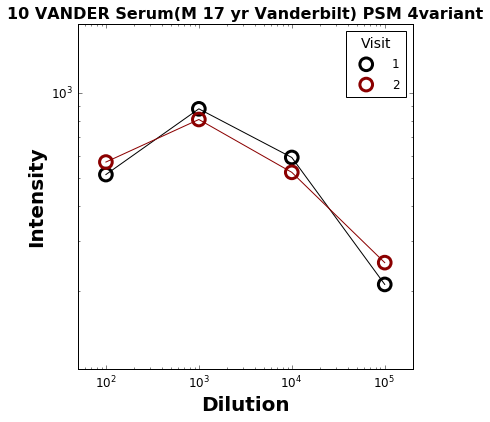 10 VANDER Serum(M 17 yr Vanderbilt) PSM 4variant
Visit
1
2
10³
Intensity
10² 10³ 10⁴ 10⁵
Dilution